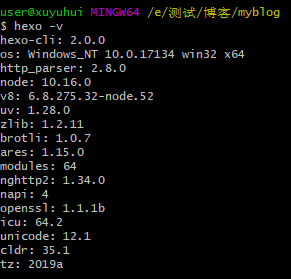 user@xuyuhui MINGW64 /e/测试/博客/myblog
$ hexo -v
hexo-cli: 2.0.0
os: Windows_NT 10.0.17134 win32 x64
http_parser: 2.8.0
node: 10.16.0
v8: 6.8.275.32-node.52
uv: 1.28.0
zlib: 1.2.11
brotli: 1.0.7
ares: 1.15.0
modules: 64
nghttp2: 1.34.0
napi: 4
openssl: 1.1.1b
icu: 64.2
unicode: 12.1
cldr: 35.1
tz: 2019a